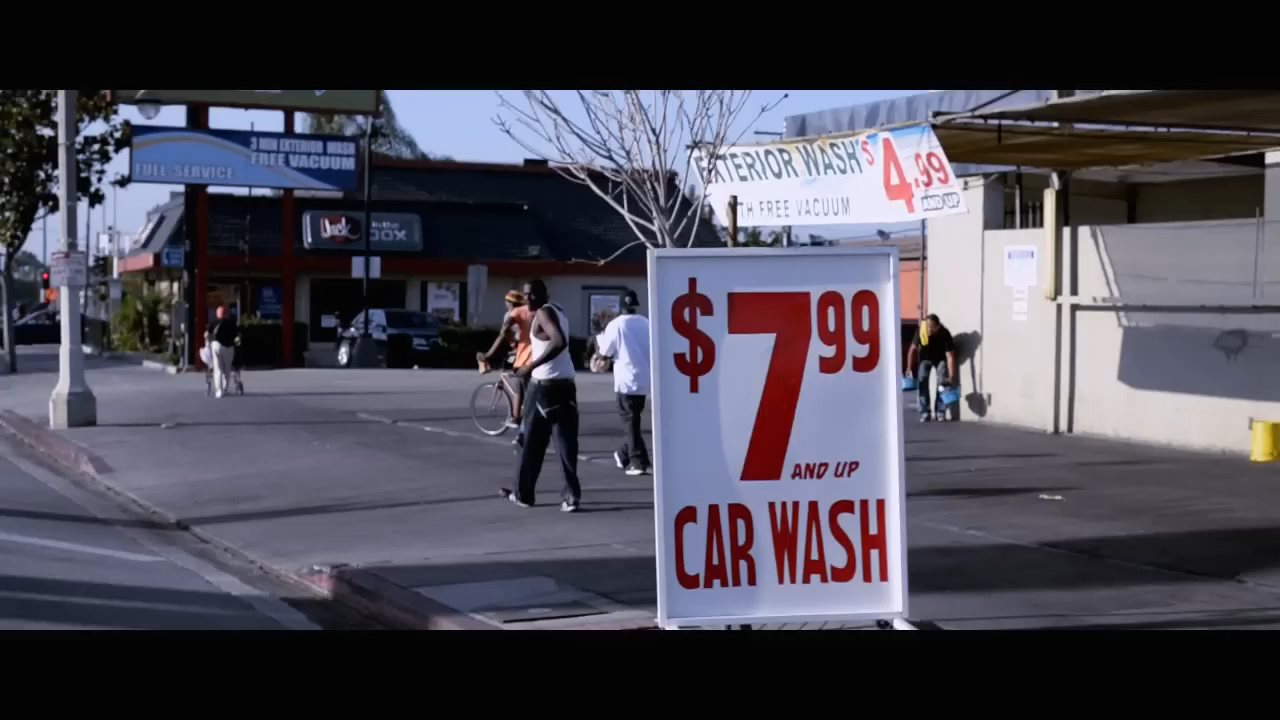 3 MIN EXTERIOR WASH
FREE VACUUM
FULL SERVICE
Jack in the BOX
EXTERIOR WASH $4.99
TH FREE VACUUM AND UP
$7 99
AND UP
CAR WASH